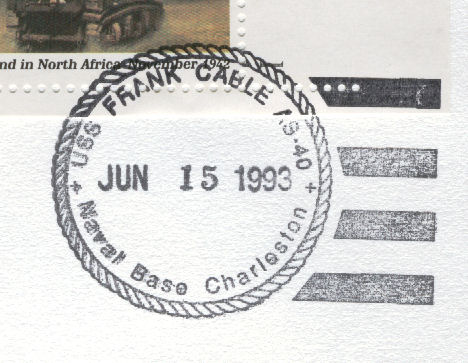 nd in North Africa, November 1942
USS FRANK CABLE AS-40
JUN 15 1993
Naval Base Charleston